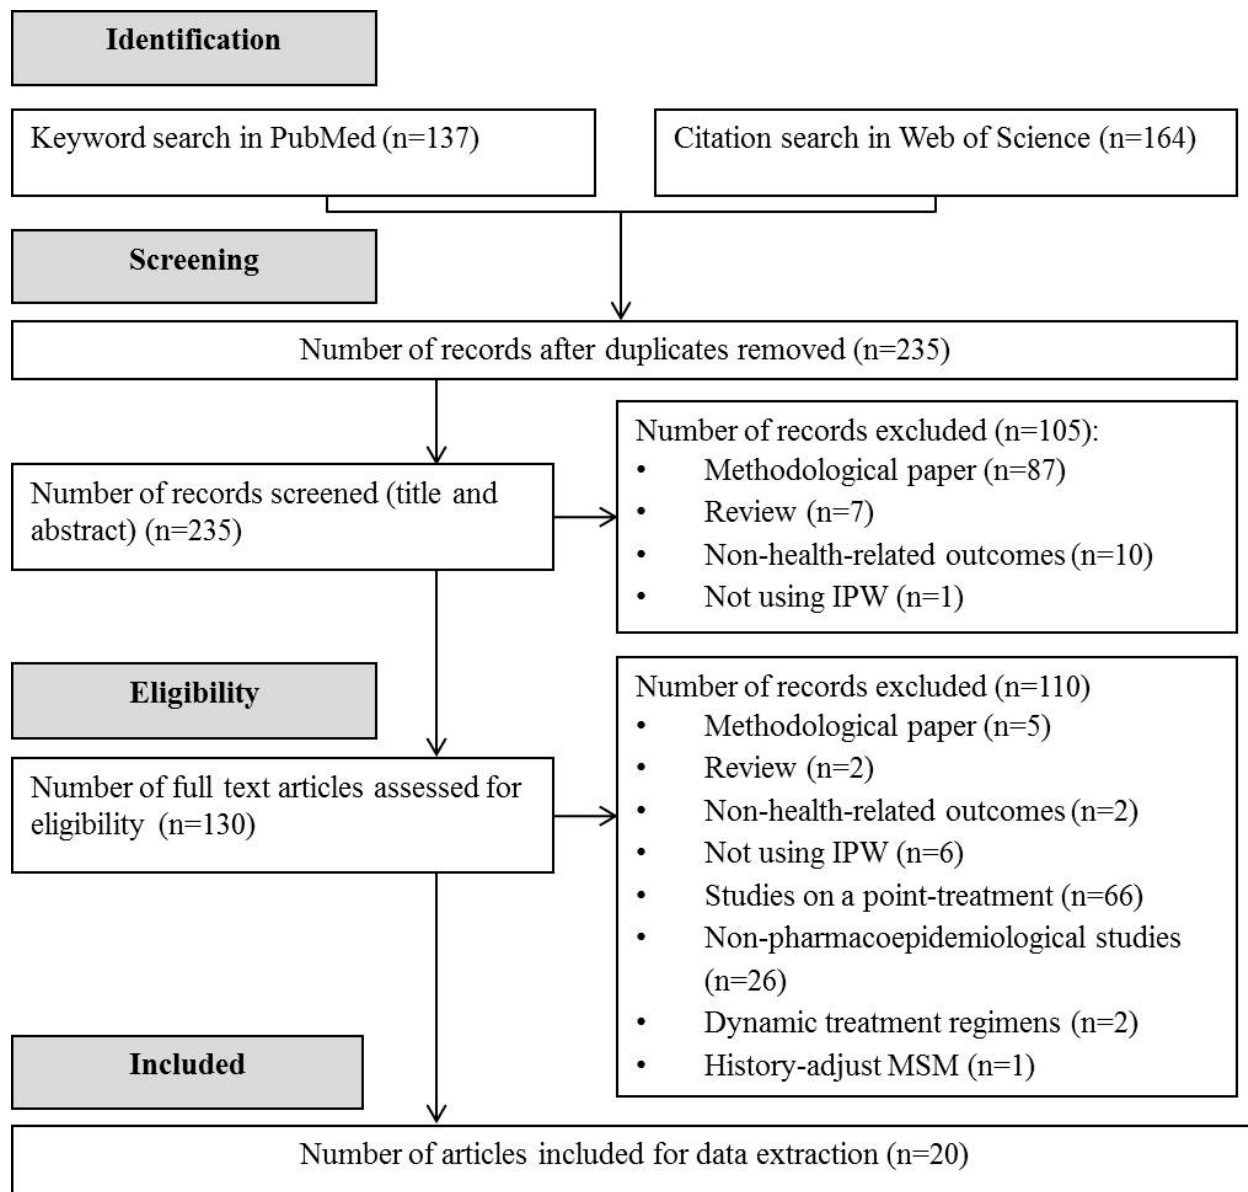 Identification
Keyword search in PubMed (n=137)
Citation search in Web of Science (n=164)
Screening
Number of records after duplicates removed (n=235)
Number of records screened (title and
abstract) (n=235)
Number of records excluded (n=105):
• Methodological paper (n=87)
• Review (n=7)
• Non-health-related outcomes (n=10)
• Not using IPW (n=1)
Eligibility
Number of full text articles assessed for
eligibility (n=130)
Number of records excluded (n=110)
• Methodological paper (n=5)
• Review (n=2)
• Non-health-related outcomes (n=2)
• Not using IPW (n=6)
• Studies on a point-treatment (n=66)
• Non-pharmacoepidemiological studies
(n=26)
• Dynamic treatment regimens (n=2)
• History-adjust MSM (n=1)
Included
Number of articles included for data extraction (n=20)